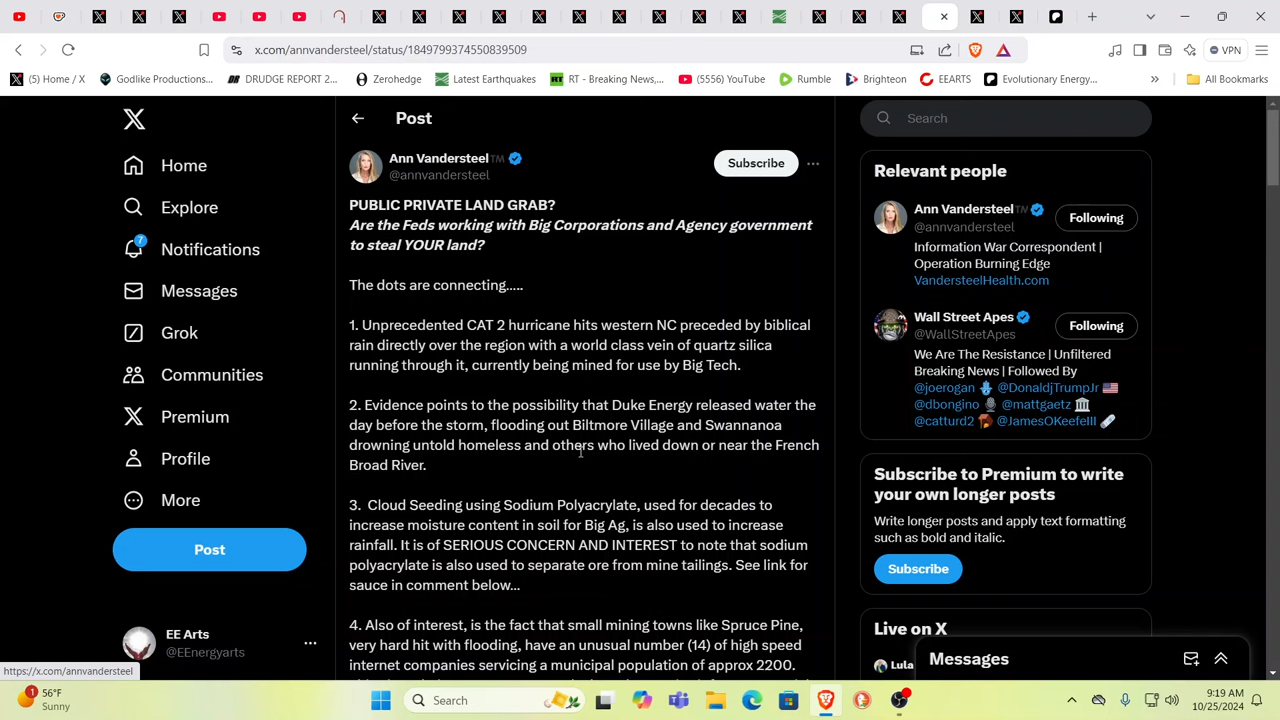 x.com/annvandersteel/status/1849799374550839509
VPN
(5) Home / X
Godlike Productions...
DRUDGE REPORT 2...
Zerohedge
Latest Earthquakes
RT - Breaking News,...
(5555) YouTube
Rumble
Brighteon
EEARTS
Evolutionary Energy...
All Bookmarks
Home
Explore
7
Notifications
Messages
Grok
Communities
Premium
Profile
More
Post
EE Arts
@EEnergyarts
https://x.com/annvandersteel
Post
Ann Vandersteel™
@annvandersteel
Subscribe
PUBLIC PRIVATE LAND GRAB?
Are the Feds working with Big Corporations and Agency government
to steal YOUR land?
The dots are connecting.....
1. Unprecedented CAT 2 hurricane hits western NC preceded by biblical
rain directly over the region with a world class vein of quartz silica
running through it, currently being mined for use by Big Tech.
2. Evidence points to the possibility that Duke Energy released water the
day before the storm, flooding out Biltmore Village and Swannanoa
drowning untold homeless and others who lived down or near the French
Broad River.
3. Cloud Seeding using Sodium Polyacrylate, used for decades to
increase moisture content in soil for Big Ag, is also used to increase
rainfall. It is of SERIOUS CONCERN AND INTEREST to note that sodium
polyacrylate is also used to separate ore from mine tailings. See link for
sauce in comment below...
4. Also of interest, is the fact that small mining towns like Spruce Pine,
very hard hit with flooding, have an unusual number (14) of high speed
internet companies servicing a municipal population of approx 2200.
Search
Relevant people
Ann Vandersteel™
@annvandersteel
Following
Information War Correspondent |
Operation Burning Edge
VandersteelHealth.com
Wall Street Apes
@WallStreetApes
Following
We Are The Resistance | Unfiltered
Breaking News | Followed By
@joerogan @DonaldjTrumpJr
@dbongino @mattgaetz
@catturd2 @JamesOKeefeIII
Subscribe to Premium to write
your own longer posts
Write longer posts and apply text formatting
such as bold and italic.
Subscribe
Live on X
Lula
Messages
1
56°F
Sunny
Search
9:19 AM
10/25/2024